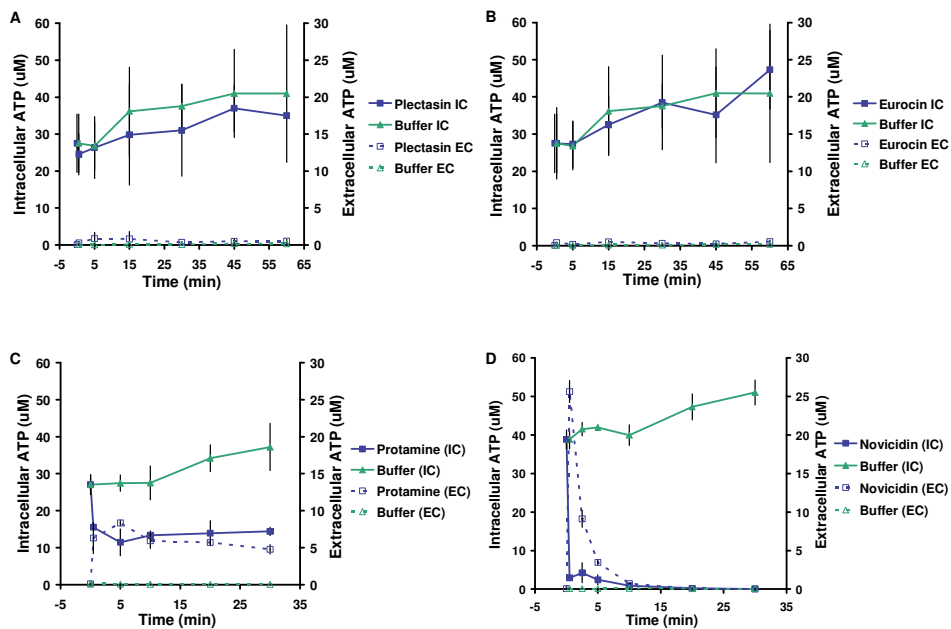 A
60
50
40
30
20
10
0
30
25
20
15
10
5
0
-5 5 15 25 35 45 55 65
Time (min)
Intracellular ATP (uM)
Extracellular ATP (uM)
Plectasin IC
Buffer IC
Plectasin EC
Buffer EC
B
60
50
40
30
20
10
0
30
25
20
15
10
5
0
-5 5 15 25 35 45 55 65
Time (min)
Intracellular ATP (uM)
Extracellular ATP (uM)
Eurocin IC
Buffer IC
Eurocin EC
Buffer EC
C
60
50
40
30
20
10
0
30
25
20
15
10
5
0
-5 5 15 25 35
Time (min)
Intracellular ATP (uM)
Extracellular ATP (uM)
Protamine (IC)
Buffer (IC)
Protamine (EC)
Buffer (EC)
D
60
50
40
30
20
10
0
30
25
20
15
10
5
0
-5 5 15 25 35
Time (min)
Intracellular ATP (uM)
Extracellular ATP (uM)
Novicidin (IC)
Buffer (IC)
Novicidin (EC)
Buffer (EC)